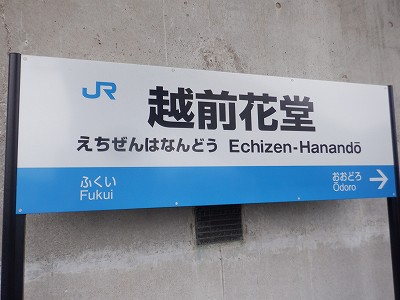 JR 越前花堂
えちぜんはなんどう Echizen-Hanandō
ふくい おおどろ
Fukui Ōdoro →